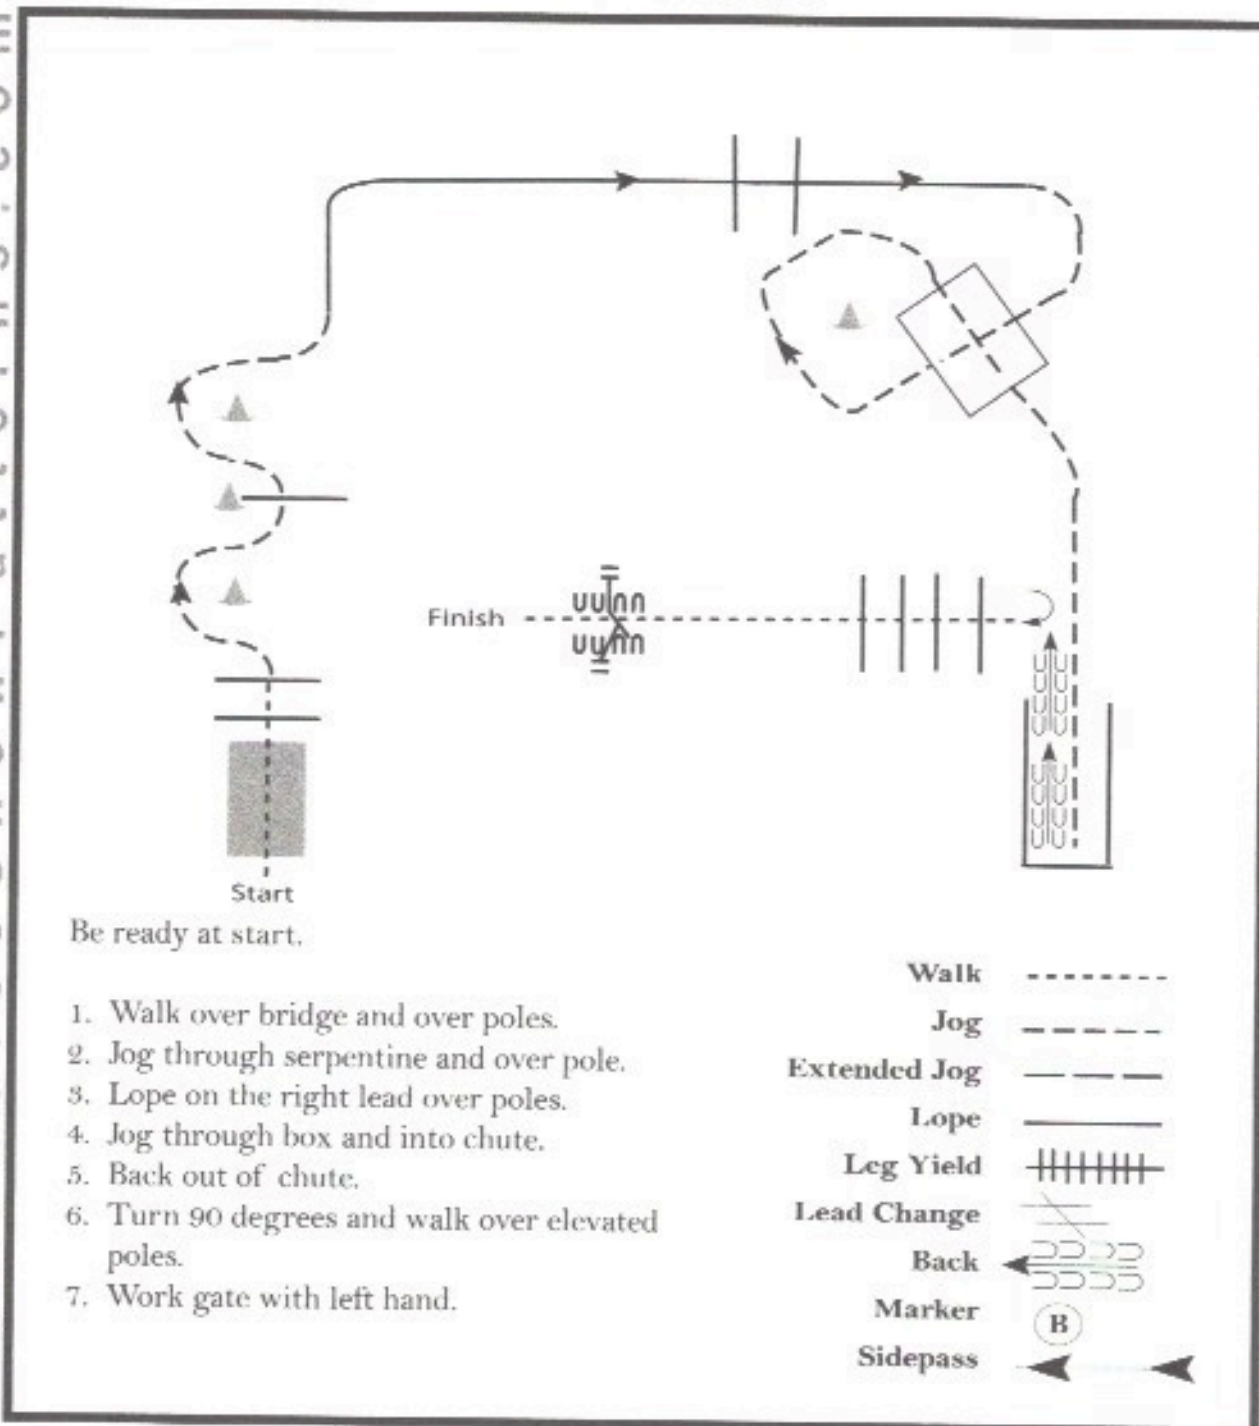 Finish
Start
Be ready at start.
1. Walk over bridge and over poles.
2. Jog through serpentine and over pole.
3. Lope on the right lead over poles.
4. Jog through box and into chute.
5. Back out of chute.
6. Turn 90 degrees and walk over elevated
poles.
7. Work gate with left hand.
Walk
Jog
Extended Jog
Lope
Leg Yield
Lead Change
Back
Marker
B
Sidepass